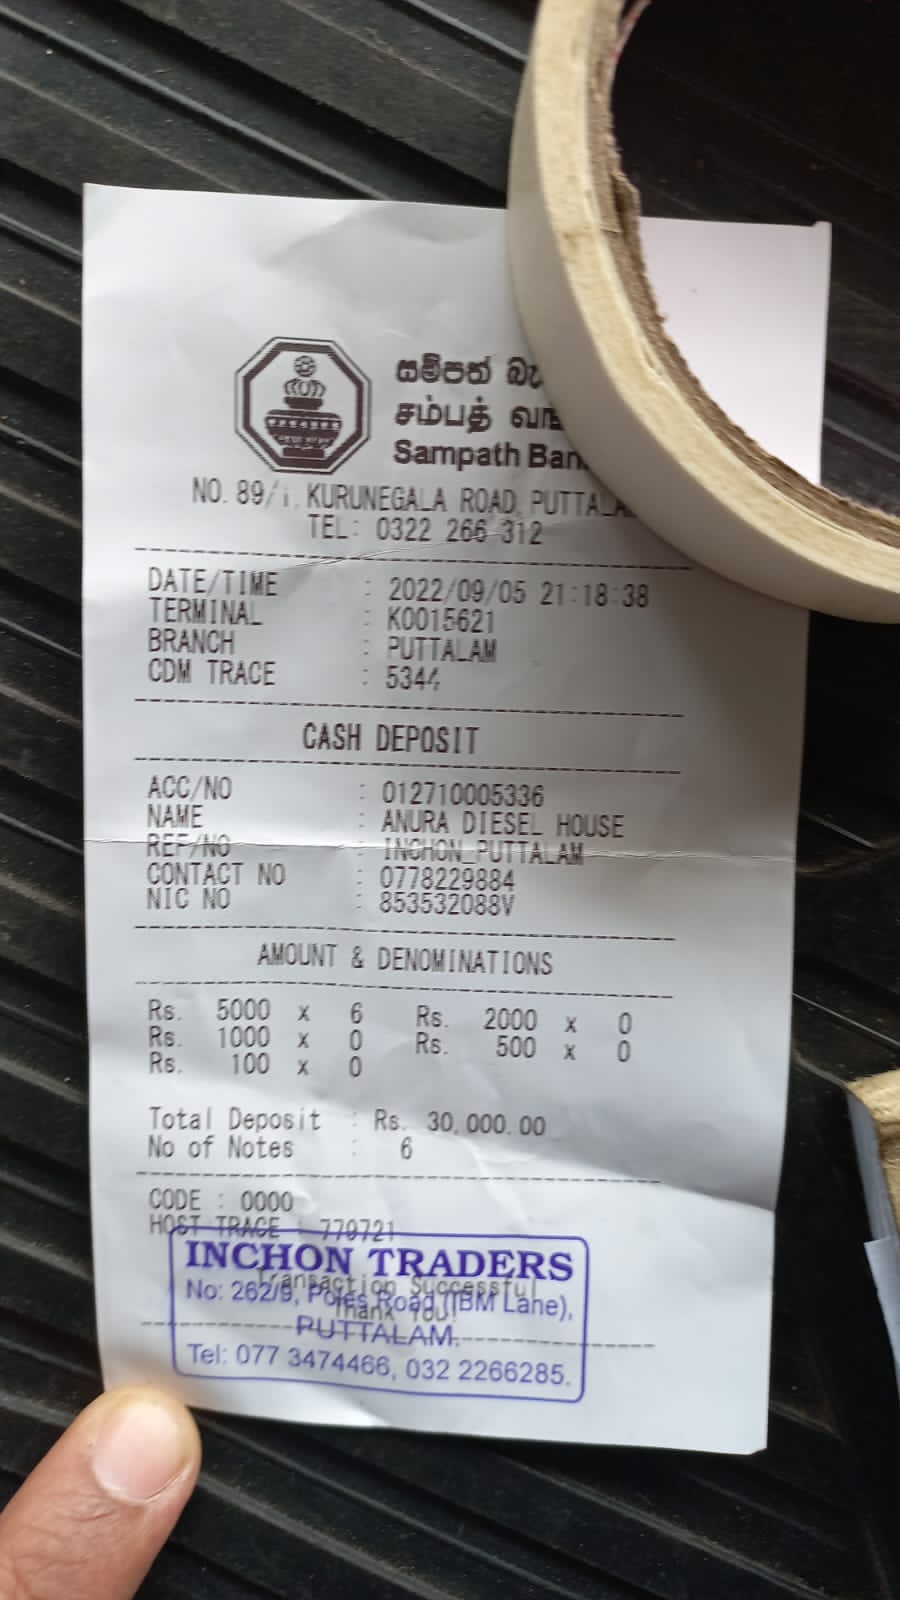 සම්පත්
சம்பத்
Sampath Ban
NO. 89/1, KURUNEGALA ROAD, PUTTALA
TEL: 0322 266 312
DATE/TIME : 2022/09/05 21:18:38
TERMINAL : K0015621
BRANCH : PUTTALAM
CDM TRACE : 5344
CASH DEPOSIT
ACC/NO : 012710005336
NAME : ANURA DIESEL HOUSE
REF/NO : INCHON_PUTTALAM
CONTACT NO : 0778229884
NIC NO : 853532088V
AMOUNT & DENOMINATIONS
Rs. 5000 x 6 Rs. 2000 x 0
Rs. 1000 x 0 Rs. 500 x 0
Rs. 100 x 0
Total Deposit : Rs. 30,000.00
No of Notes : 6
CODE : 0000
HOST TRACE : 779721
INCHON TRADERS
Transaction Successful
No: 262/9, Poles Road (IBM Lane),
Thank You!
PUTTALAM.
Tel: 077 3474466, 032 2266285.